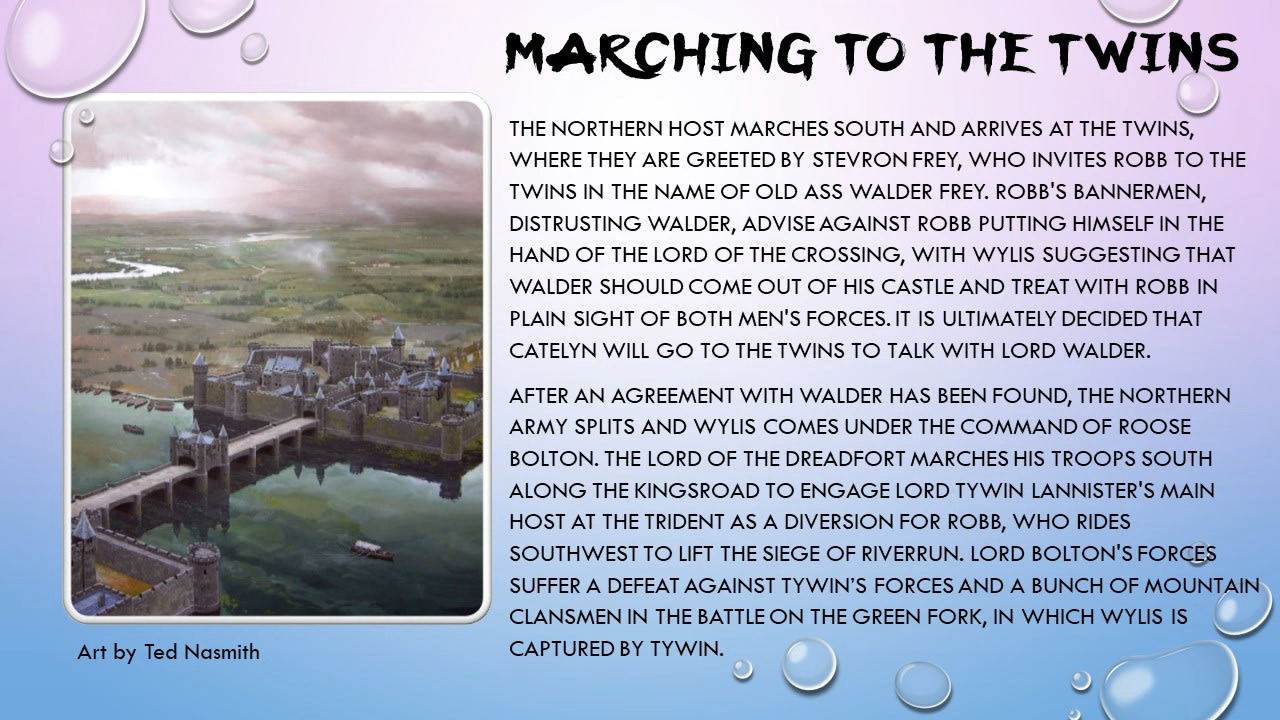 MARCHING TO THE TWINS
THE NORTHERN HOST MARCHES SOUTH AND ARRIVES AT THE TWINS,
WHERE THEY ARE GREETED BY STEVRON FREY, WHO INVITES ROBB TO THE
TWINS IN THE NAME OF OLD ASS WALDER FREY. ROBB'S BANNERMEN,
DISTRUSTING WALDER, ADVISE AGAINST ROBB PUTTING HIMSELF IN THE
HAND OF THE LORD OF THE CROSSING, WITH WYLIS SUGGESTING THAT
WALDER SHOULD COME OUT OF HIS CASTLE AND TREAT WITH ROBB IN
PLAIN SIGHT OF BOTH MEN'S FORCES. IT IS ULTIMATELY DECIDED THAT
CATELYN WILL GO TO THE TWINS TO TALK WITH LORD WALDER.
AFTER AN AGREEMENT WITH WALDER HAS BEEN FOUND, THE NORTHERN
ARMY SPLITS AND WYLIS COMES UNDER THE COMMAND OF ROOSE
BOLTON. THE LORD OF THE DREADFORT MARCHES HIS TROOPS SOUTH
ALONG THE KINGSROAD TO ENGAGE LORD TYWIN LANNISTER'S MAIN
HOST AT THE TRIDENT AS A DIVERSION FOR ROBB, WHO RIDES
SOUTHWEST TO LIFT THE SIEGE OF RIVERRUN. LORD BOLTON'S FORCES
SUFFER A DEFEAT AGAINST TYWIN’S FORCES AND A BUNCH OF MOUNTAIN
CLANSMEN IN THE BATTLE ON THE GREEN FORK, IN WHICH WYLIS IS
CAPTURED BY TYWIN.
Art by Ted Nasmith